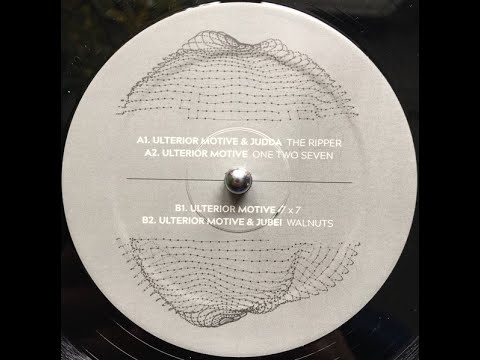 A1. ULTERIOR MOTIVE & JUDDA THE RIPPER
A2. ULTERIOR MOTIVE ONE TWO SEVEN
B1. ULTERIOR MOTIVE // x 7
B2. ULTERIOR MOTIVE & JUBEI WALNUTS